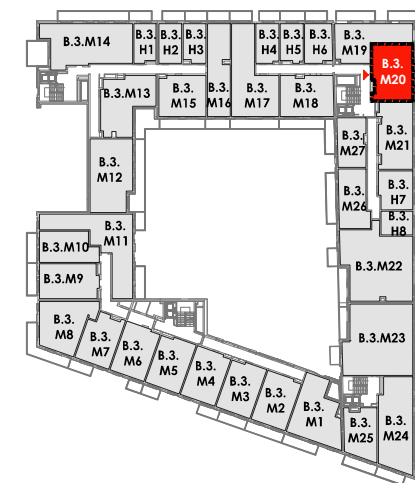 B.3.M14
B.3.
H1
B.3.
H2
B.3.
H3
B.3.
H4
B.3.
H5
B.3.
H6
B.3.
M19
B.3.
M20
B.3.M13
B.3.
M15
B.3.
M16
B.3.
M17
B.3.
M18
B.3.
M21
B.3.
M27
B.3.
M12
B.3.
M26
B.3.
H7
B.3.
H8
B.3.
M11
B.3.M10
B.3.M9
B.3.M22
B.3.
M8
B.3.
M7
B.3.
M6
B.3.
M5
B.3.
M4
B.3.
M3
B.3.
M2
B.3.
M1
B.3.M23
B.3.
M25
B.3.
M24